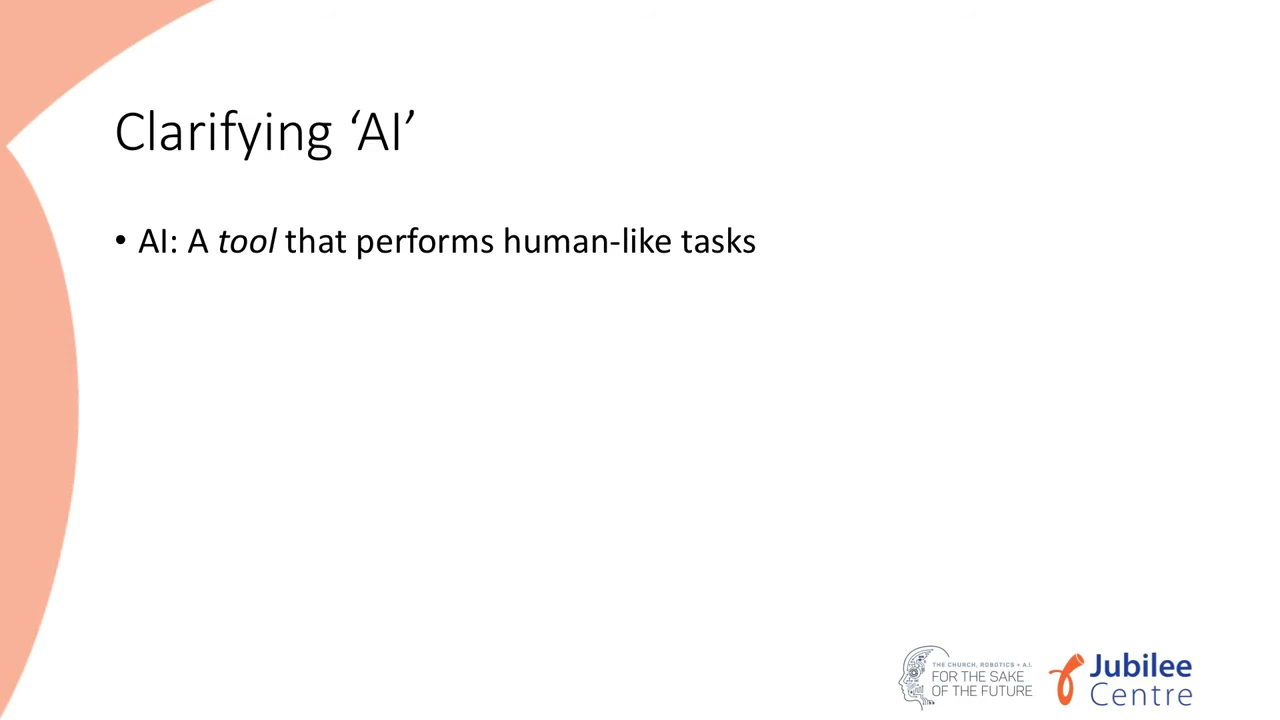 Clarifying ‘AI’
• AI: A tool that performs human-like tasks
THE CHURCH, ROBOTICS + A.I.
FOR THE SAKE
OF THE FUTURE
Jubilee
Centre